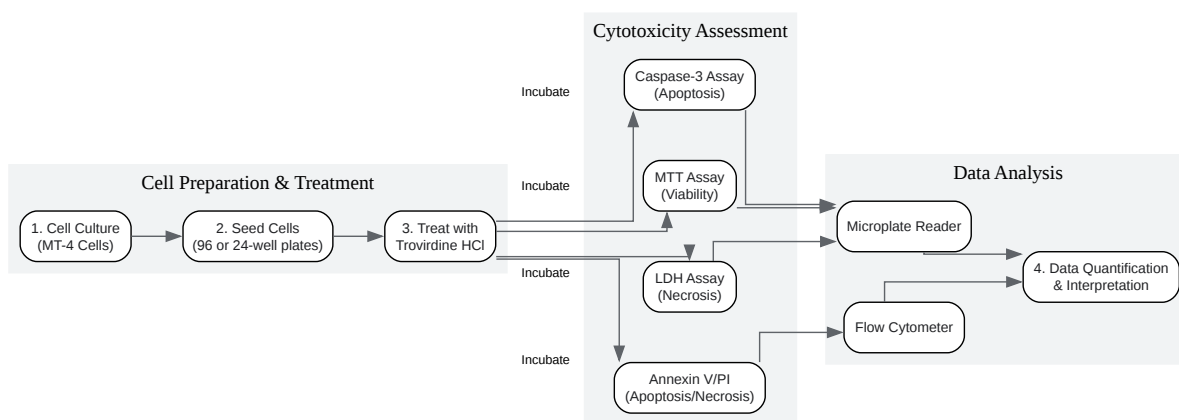 Cytotoxicity Assessment
Incubate
Caspase-3 Assay
(Apoptosis)
Cell Preparation & Treatment
Incubate
MTT Assay
(Viability)
Data Analysis
1. Cell Culture
(MT-4 Cells)
2. Seed Cells
(96 or 24-well plates)
3. Treat with
Trovirdine HCl
Microplate Reader
Incubate
LDH Assay
(Necrosis)
4. Data Quantification
& Interpretation
Flow Cytometer
Incubate
Annexin V/PI
(Apoptosis/Necrosis)